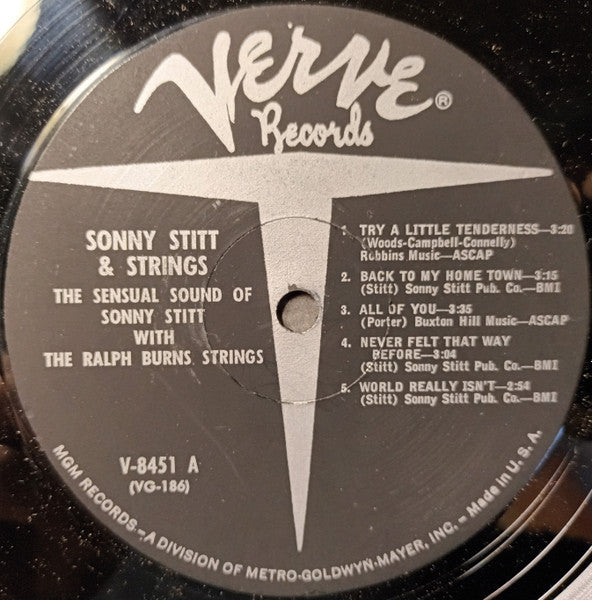 Verve®
Records
SONNY STITT
& STRINGS
THE SENSUAL SOUND OF
SONNY STITT
WITH
THE RALPH BURNS STRINGS
V-8451 A
(VG-186)
1. TRY A LITTLE TENDERNESS—3:20
(Woods-Campbell-Connelly)
Robbins Music—ASCAP
2. BACK TO MY HOME TOWN—3:15
(Stitt) Sonny Stitt Pub. Co.—BMI
3. ALL OF YOU—3:35
(Porter) Buxton Hill Music—ASCAP
4. NEVER FELT THAT WAY
BEFORE—3:04
(Stitt) Sonny Stitt Pub. Co.—BMI
5. WORLD REALLY ISN'T—2:54
(Stitt) Sonny Stitt Pub. Co.—BMI
MGM RECORDS—A DIVISION OF METRO-GOLDWYN-MAYER, INC.—Made in U. S. A.